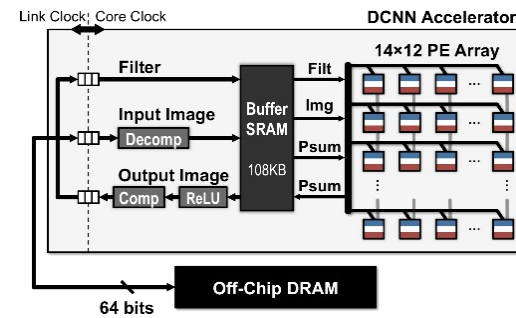 Link Clock
Core Clock
DCNN Accelerator
14×12 PE Array
Filter
Filt
Input Image
Buffer
SRAM
Img
Decomp
Psum
108KB
Output Image
Psum
Comp
ReLU
...
...
...
...
Off-Chip DRAM
64 bits